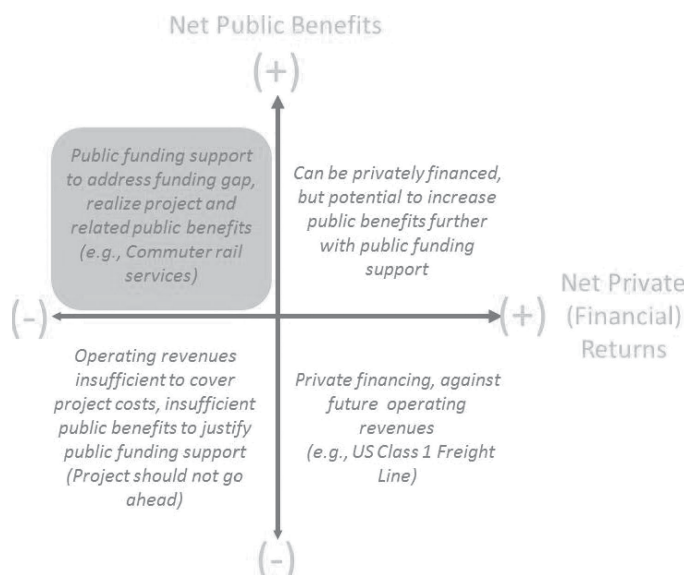 Net Public Benefits
(+)
Public funding support
to address funding gap,
realize project and
related public benefits
(e.g., Commuter rail
services)
Can be privately financed,
but potential to increase
public benefits further
with public funding
support
(-)
(+)
Net Private
(Financial)
Returns
Operating revenues
insufficient to cover
project costs, insufficient
public benefits to justify
public funding support
(Project should not go
ahead)
Private financing, against
future operating
revenues
(e.g., US Class 1 Freight
Line)
(-)